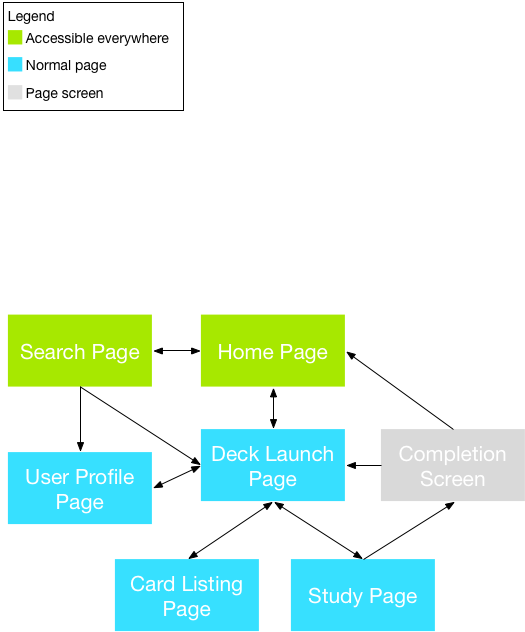 Legend
Accessible everywhere
Normal page
Page screen
Search Page
Home Page
User Profile
Page
Deck Launch
Page
Completion
Screen
Card Listing
Page
Study Page